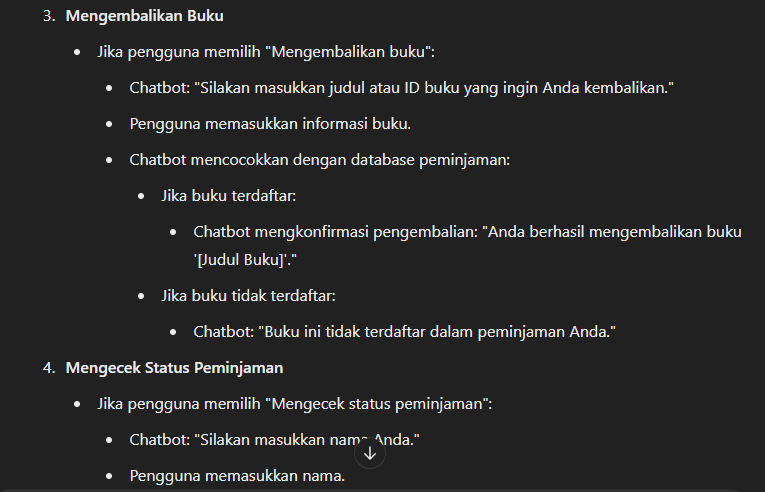 3. Mengembalikan Buku
• Jika pengguna memilih "Mengembalikan buku":
• Chatbot: "Silakan masukkan judul atau ID buku yang ingin Anda kembalikan."
• Pengguna memasukkan informasi buku.
• Chatbot mencocokkan dengan database peminjaman:
• Jika buku terdaftar:
• Chatbot mengkonfirmasi pengembalian: "Anda berhasil mengembalikan buku
'[Judul Buku]'."
• Jika buku tidak terdaftar:
• Chatbot: "Buku ini tidak terdaftar dalam peminjaman Anda."
4. Mengecek Status Peminjaman
• Jika pengguna memilih "Mengecek status peminjaman":
• Chatbot: "Silakan masukkan nama Anda."
• Pengguna memasukkan nama.